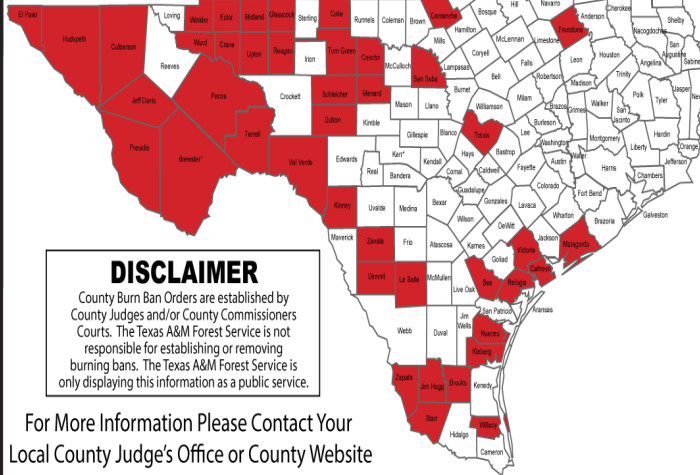 El Paso
Hudspeth
Culberson
Loving
Winkler
Ector
Midland
Glasscock
Sterling
Coke
Runnels
Coleman
Brown
Comanche
Hamilton
Bosque
Hill
Navarro
Freestone
Anderson
Cherokee
Nacogdoches
Shelby
San
Augustine
Sabine
Ward
Crane
Upton
Reagan
Irion
Tom Green
Concho
McCulloch
San Saba
Mills
Lampasas
Coryell
McLennan
Limestone
Falls
Leon
Houston
Angelina
Trinity
Polk
Tyler
Jasper
Reeves
Jeff Davis
Pecos
Crockett
Schleicher
Menard
Mason
Llano
Burnet
Bell
Milam
Robertson
Madison
Brazos
Grimes
Walker
San
Jacinto
Williamson
Burleson
Sutton
Kimble
Gillespie
Blanco
Travis
Lee
Washington
Montgomery
Liberty
Hardin
Orange
Jefferson
Presidio
Brewster*
Terrell
Val Verde
Edwards
Kerr*
Real
Bandera
Kendall
Hays
Comal
Caldwell
Bastrop
Fayette
Austin
Waller
Harris
Chambers
Fort Bend
Galveston
Kinney
Uvalde
Medina
Bexar
Guadalupe
Gonzales
Colorado
Lavaca
Wharton
Brazoria
Wilson
DeWitt
Jackson
Matagorda
Maverick
Zavala
Frio
Atascosa
Karnes
Goliad
Victoria
Calhoun
Dimmit
La Salle
McMullen
Live Oak
Bee
Refugio
Aransas
San Patricio
Webb
Duval
Jim
Wells
Nueces
Kleberg
Zapata
Jim Hogg
Brooks
Kenedy
Starr
Hidalgo
Willacy
Cameron
DISCLAIMER
County Burn Ban Orders are established by
County Judges and/or County Commissioners
Courts. The Texas A&M Forest Service is not
responsible for establishing or removing
burning bans. The Texas A&M Forest Service is
only displaying this information as a public service.
For More Information Please Contact Your
Local County Judge's Office or County Website